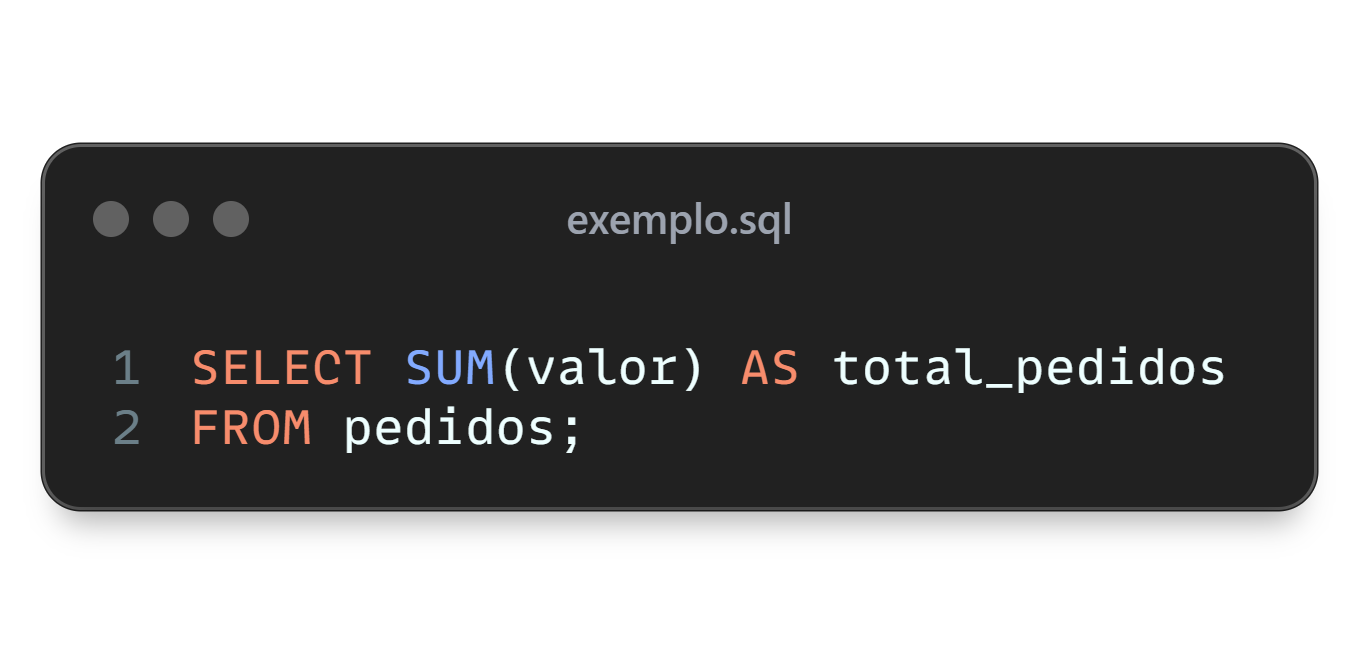 exemplo.sql
1 SELECT SUM(valor) AS total_pedidos
2 FROM pedidos;